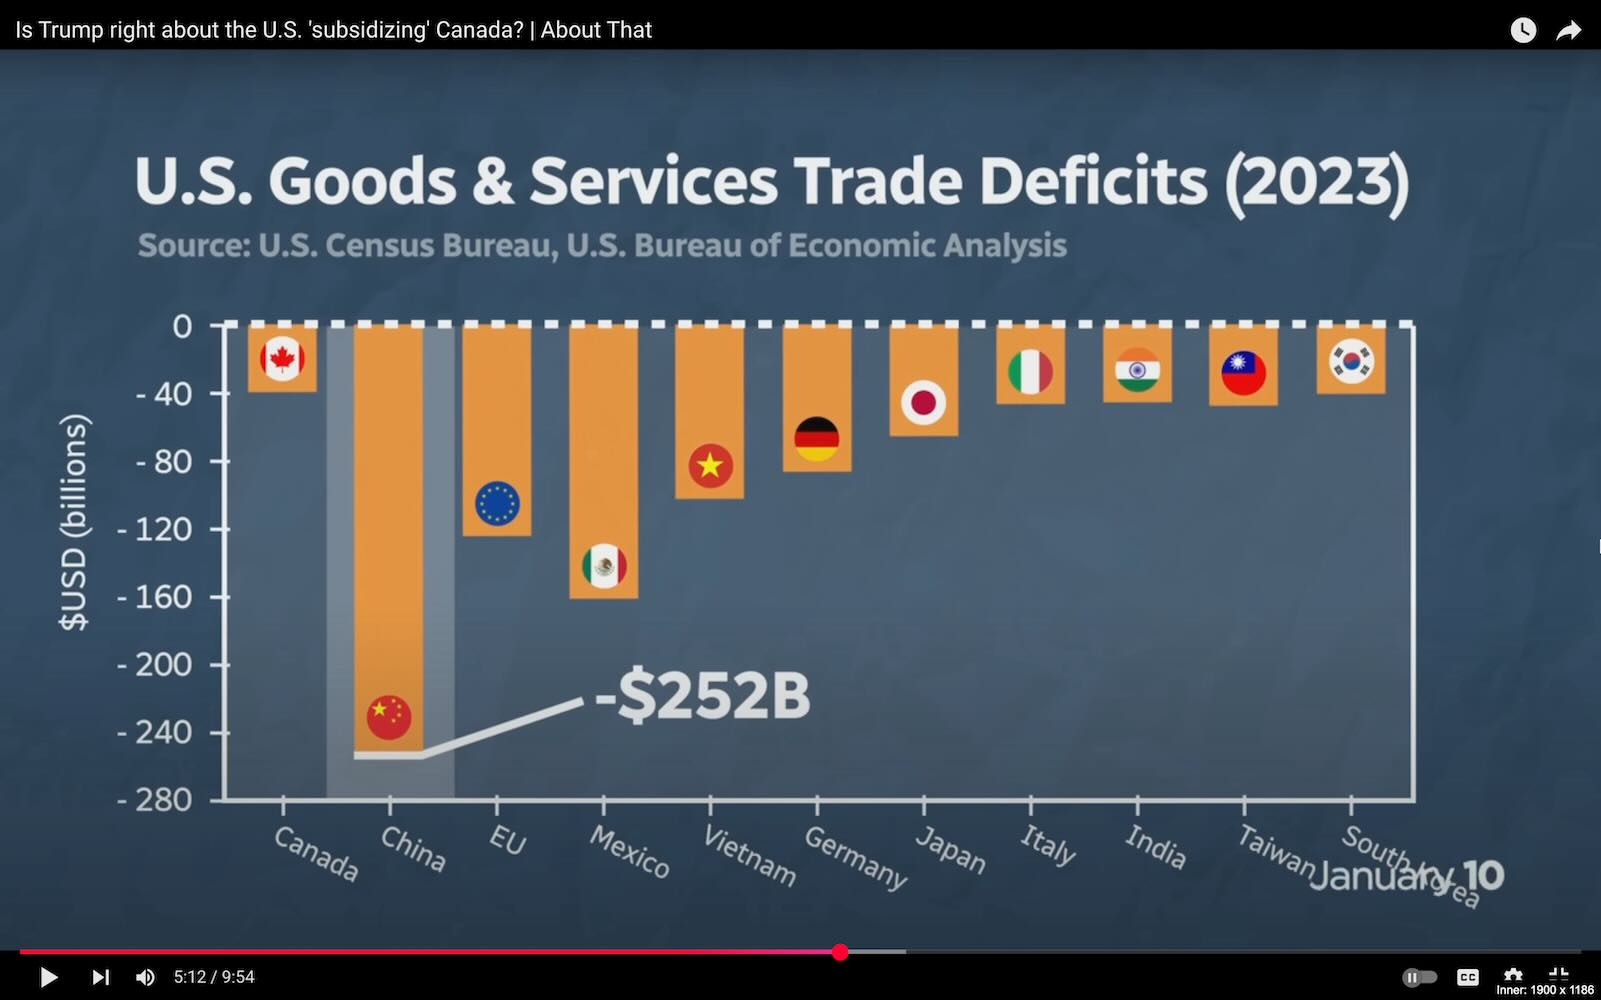 Is Trump right about the U.S. 'subsidizing' Canada? | About That
U.S. Goods & Services Trade Deficits (2023)
Source: U.S. Census Bureau, U.S. Bureau of Economic Analysis
$USD (billions)
0
- 40
- 80
- 120
- 160
- 200
- 240
- 280
-$252B
Canada
China
EU
Mexico
Vietnam
Germany
Japan
Italy
India
Taiwan
South Korea
January 10
5:12 / 9:54
CC
Inner: 1900 x 1186